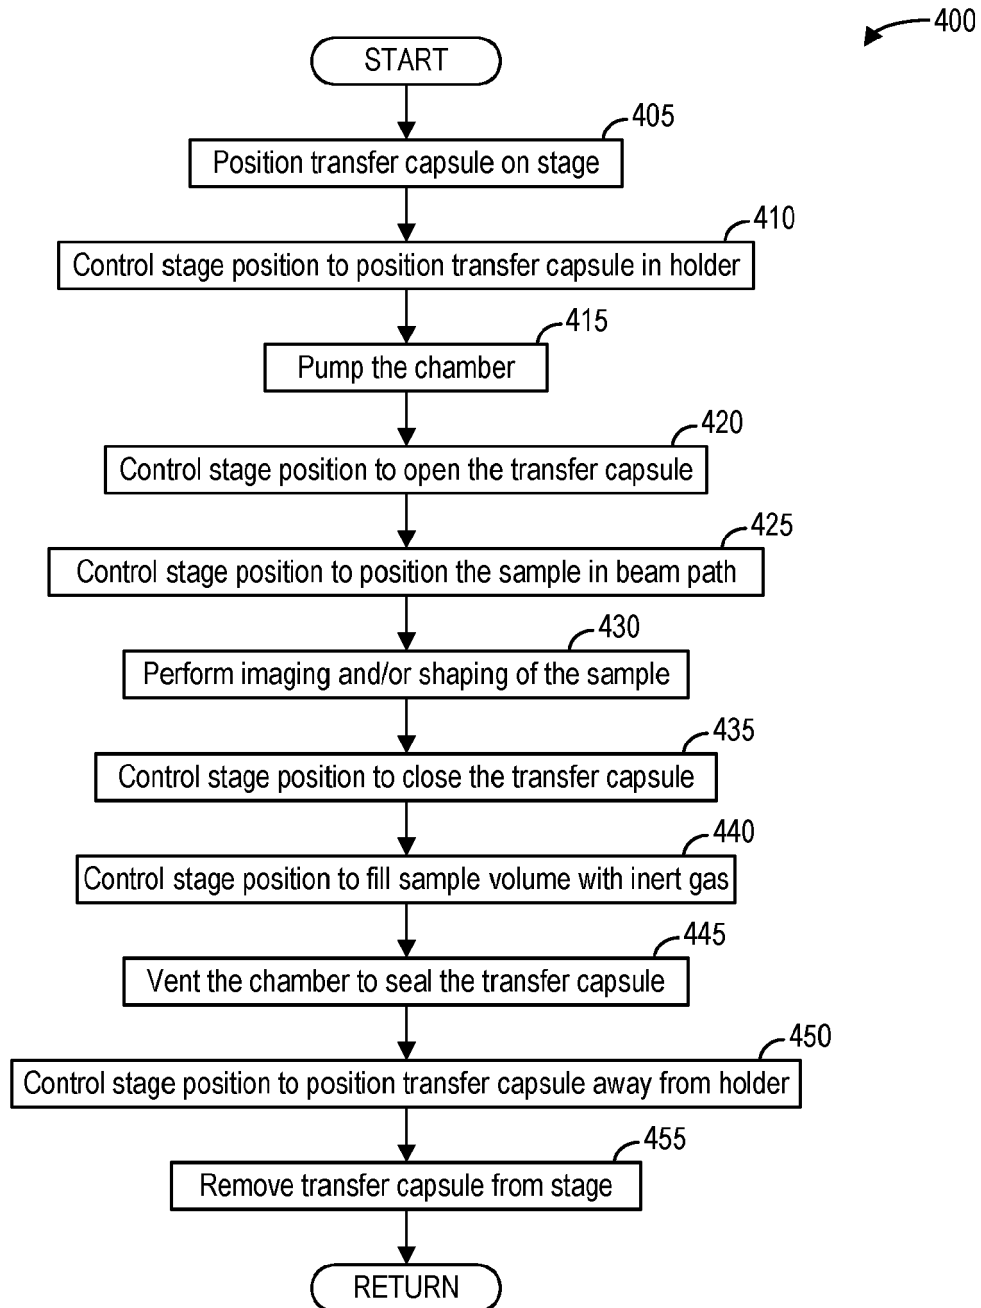 400
START
405
Position transfer capsule on stage
410
Control stage position to position transfer capsule in holder
415
Pump the chamber
420
Control stage position to open the transfer capsule
425
Control stage position to position the sample in beam path
430
Perform imaging and/or shaping of the sample
435
Control stage position to close the transfer capsule
440
Control stage position to fill sample volume with inert gas
445
Vent the chamber to seal the transfer capsule
450
Control stage position to position transfer capsule away from holder
455
Remove transfer capsule from stage
RETURN